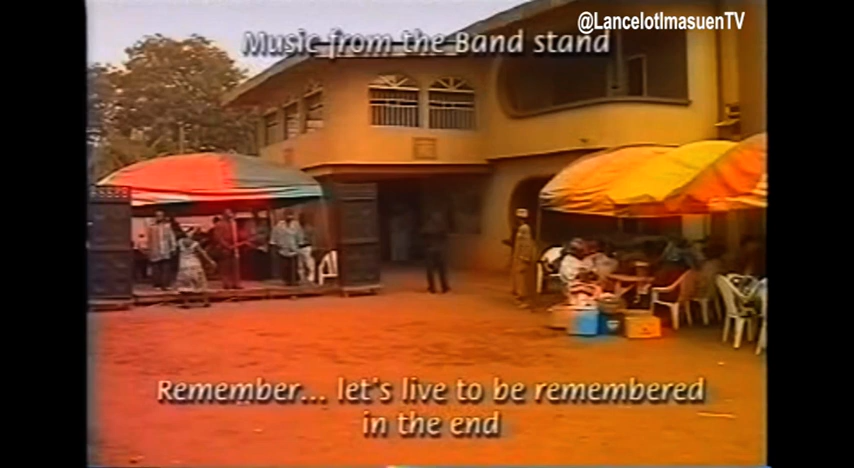 @LancelotImasuenTV
Music from the Band stand
Remember... let's live to be remembered
in the end